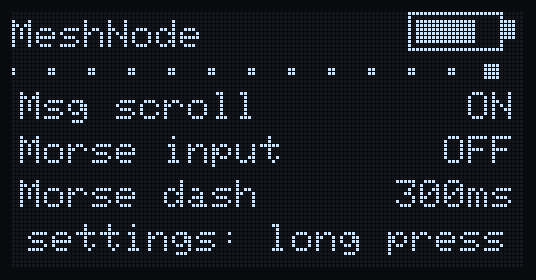 MeshNode
Msg scroll ON
Morse input OFF
Morse dash 300ms
settings: long press